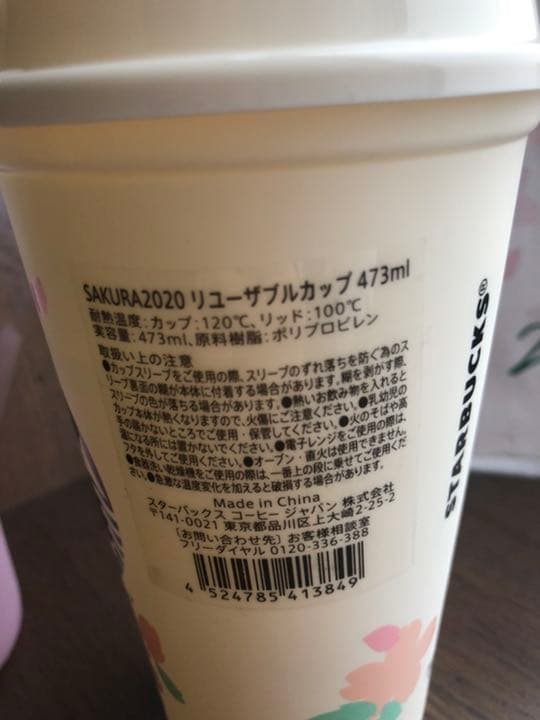 SAKURA2020 リユーザブルカップ 473ml
耐熱温度:カップ:120℃、リッド:100℃
実容量:473ml、原料樹脂:ポリプロピレン
取扱い上の注意
●カップスリーブをご使用の際、スリーブのずれ落ちを防ぐ為のス
リーブ裏面の糊が本体に付着する場合があります。糊を剥がす際、
スリーブの色が落ちる場合があります。●熱いお飲み物を入れると
カップ本体が熱くなりますので、火傷にご注意ください。●乳幼児の
手の届かないところでご使用・保管してください。●火のそばや高
温になる所には置かないでください。●電子レンジをご使用の際は、
フタを外してご使用ください。●オーブン・直火は使用できません。
●食器洗い乾燥機をご使用の際は、一番上の段に乗せてご使用くだ
さい。●急激な温度変化を加えると破損する場合があります。
Made in China
スターバックス コーヒー ジャパン 株式会社
〒141-0021 東京都品川区上大崎2-25-2
〔お問い合わせ先〕お客様相談室
フリーダイヤル 0120-336-388
4 524785 413849
STARBUCKS®